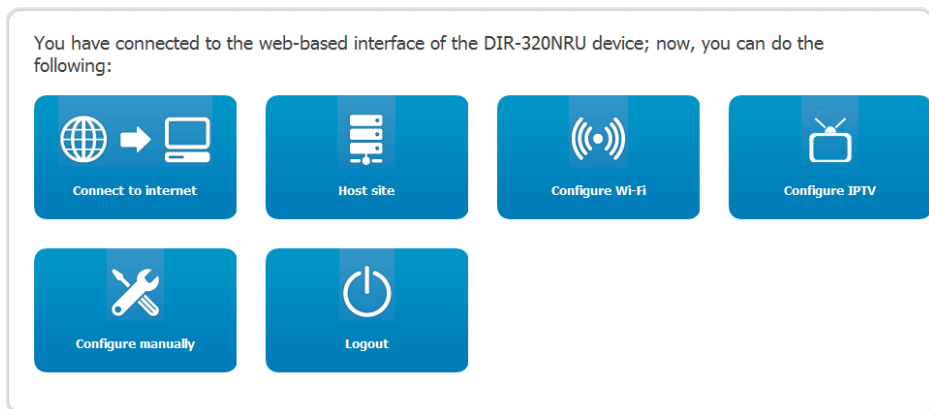 You have connected to the web-based interface of the DIR-320NRU device; now, you can do the
following:
Connect to internet
Host site
Configure Wi-Fi
Configure IPTV
Configure manually
Logout